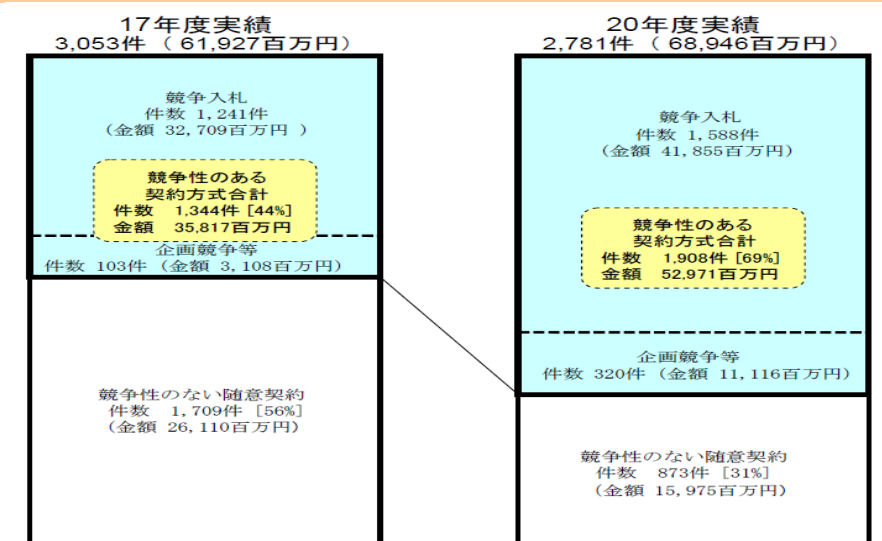 17年度実績
3,053件 ( 61,927百万円)
競争入札
件数 1,241件
(金額 32,709百万円 )
競争性のある
契約方式合計
件数 1,344件 [44%]
金額 35,817百万円
企画競争等
件数 103件 (金額 3,108百万円)
競争性のない随意契約
件数 1,709件 [56%]
(金額 26,110百万円)
20年度実績
2,781件 ( 68,946百万円)
競争入札
件数 1,588件
(金額 41,855百万円)
競争性のある
契約方式合計
件数 1,908件 [69%]
金額 52,971百万円
企画競争等
件数 320件 (金額 11,116百万円)
競争性のない随意契約
件数 873件 [31%]
(金額 15,975百万円)